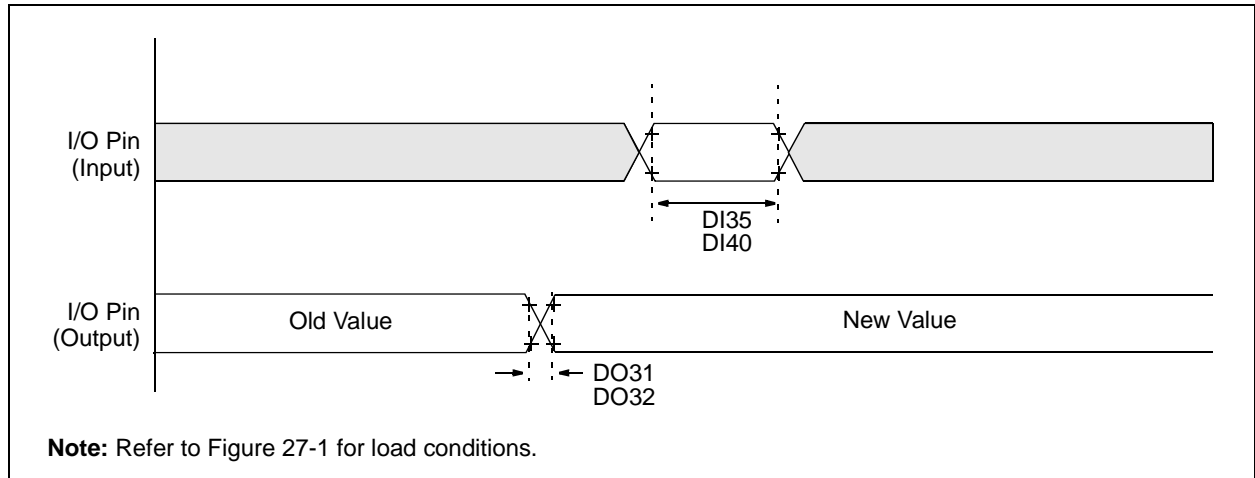 I/O Pin
(Input)
DI35
DI40
I/O Pin
(Output)
Old Value
New Value
DO31
DO32
Note: Refer to Figure 27-1 for load conditions.